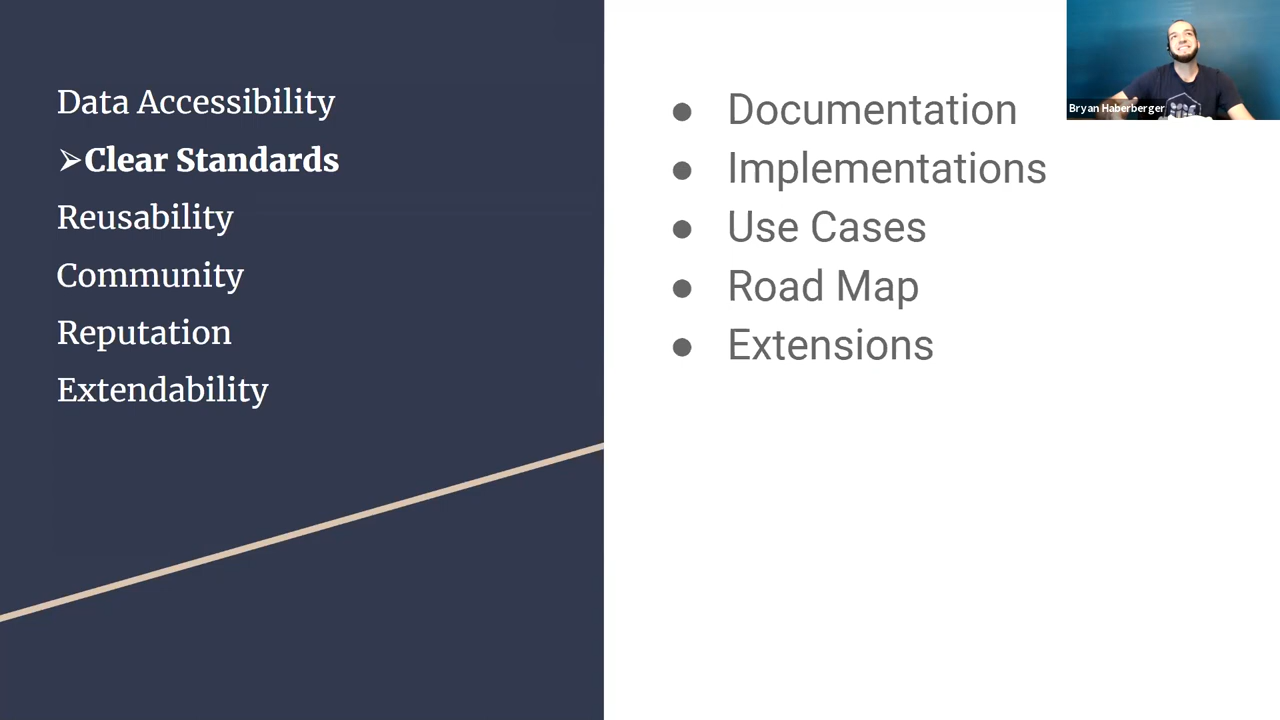 Data Accessibility
➢Clear Standards
Reusability
Community
Reputation
Extendability
● Documentation
● Implementations
● Use Cases
● Road Map
● Extensions
Bryan Haberberger